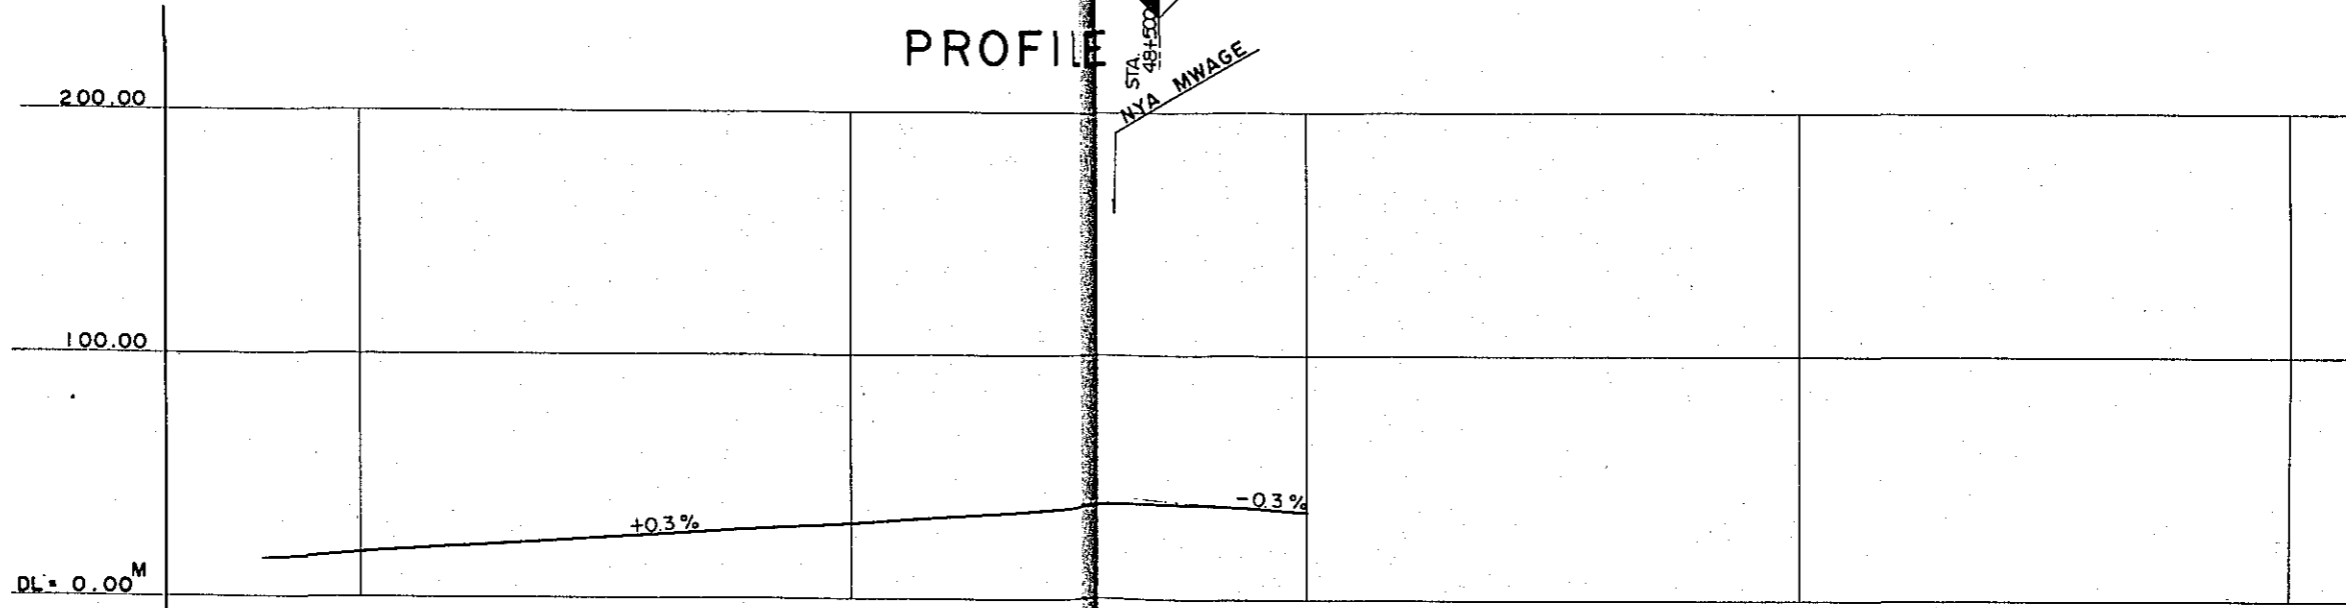 PROFILE
STA.
48+500
NYA MWAGE
200.00
100.00
+0.3%
-0.3%
DL= 0.00M